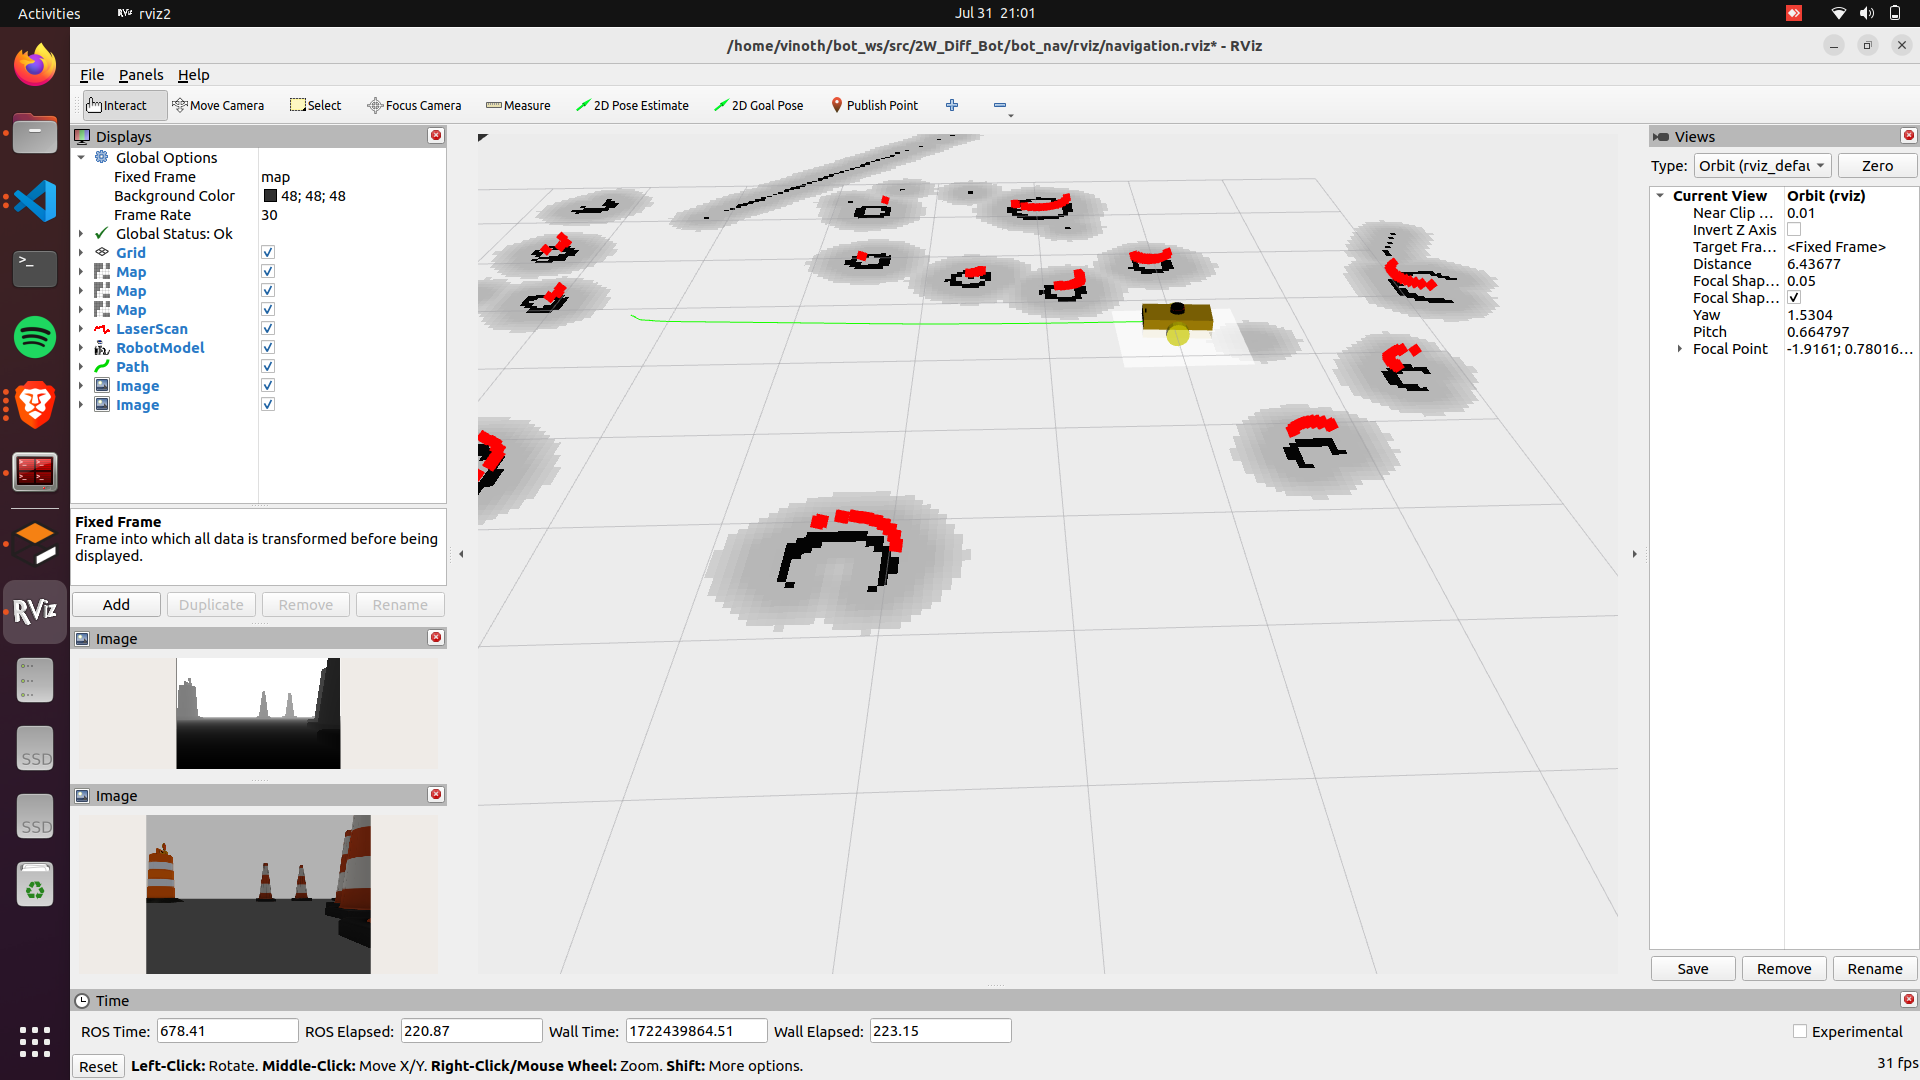 Activities
RViz rviz2
Jul 31 21:01
/home/vinoth/bot_ws/src/2W_Diff_Bot/bot_nav/rviz/navigation.rviz* - RViz
File Panels Help
Interact Move Camera Select Focus Camera Measure 2D Pose Estimate 2D Goal Pose Publish Point
Displays
Global Options
Fixed Frame map
Background Color 48; 48; 48
Frame Rate 30
Global Status: Ok
Grid
Map
Map
Map
LaserScan
RobotModel
Path
Image
Image
Fixed Frame
Frame into which all data is transformed before being
displayed.
Add Duplicate Remove Rename
Image
Image
Views
Type: Orbit (rviz_defau Zero
Current View Orbit (rviz)
Near Clip ... 0.01
Invert Z Axis
Target Fra... <Fixed Frame>
Distance 6.43677
Focal Shap... 0.05
Focal Shap...
Yaw 1.5304
Pitch 0.664797
Focal Point -1.9161; 0.78016...
Save Remove Rename
RViz
SSD
SSD
Time
ROS Time: 678.41 ROS Elapsed: 220.87 Wall Time: 1722439864.51 Wall Elapsed: 223.15 Experimental
Reset Left-Click: Rotate. Middle-Click: Move X/Y. Right-Click/Mouse Wheel: Zoom. Shift: More options. 31 fps